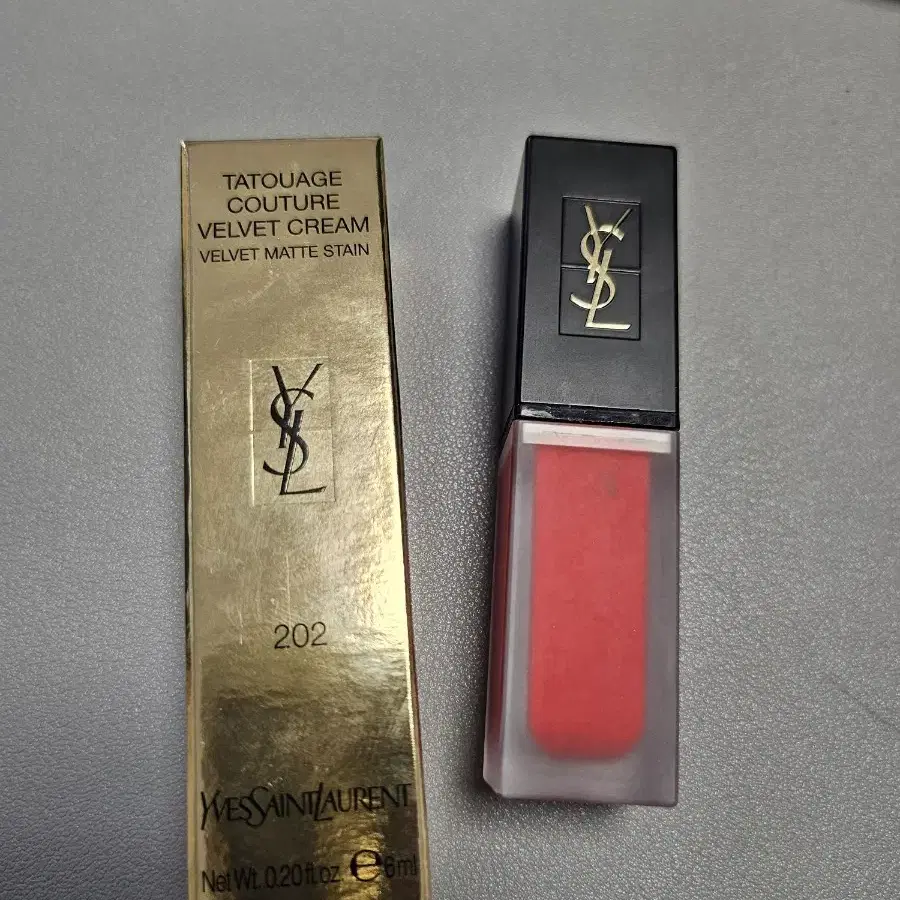 TATOUAGE
COUTURE
VELVET CREAM
VELVET MATTE STAIN
YSL
202
YVESSAINTLAURENT
Net Wt. 0.20 fl.oz e 6ml
YSL